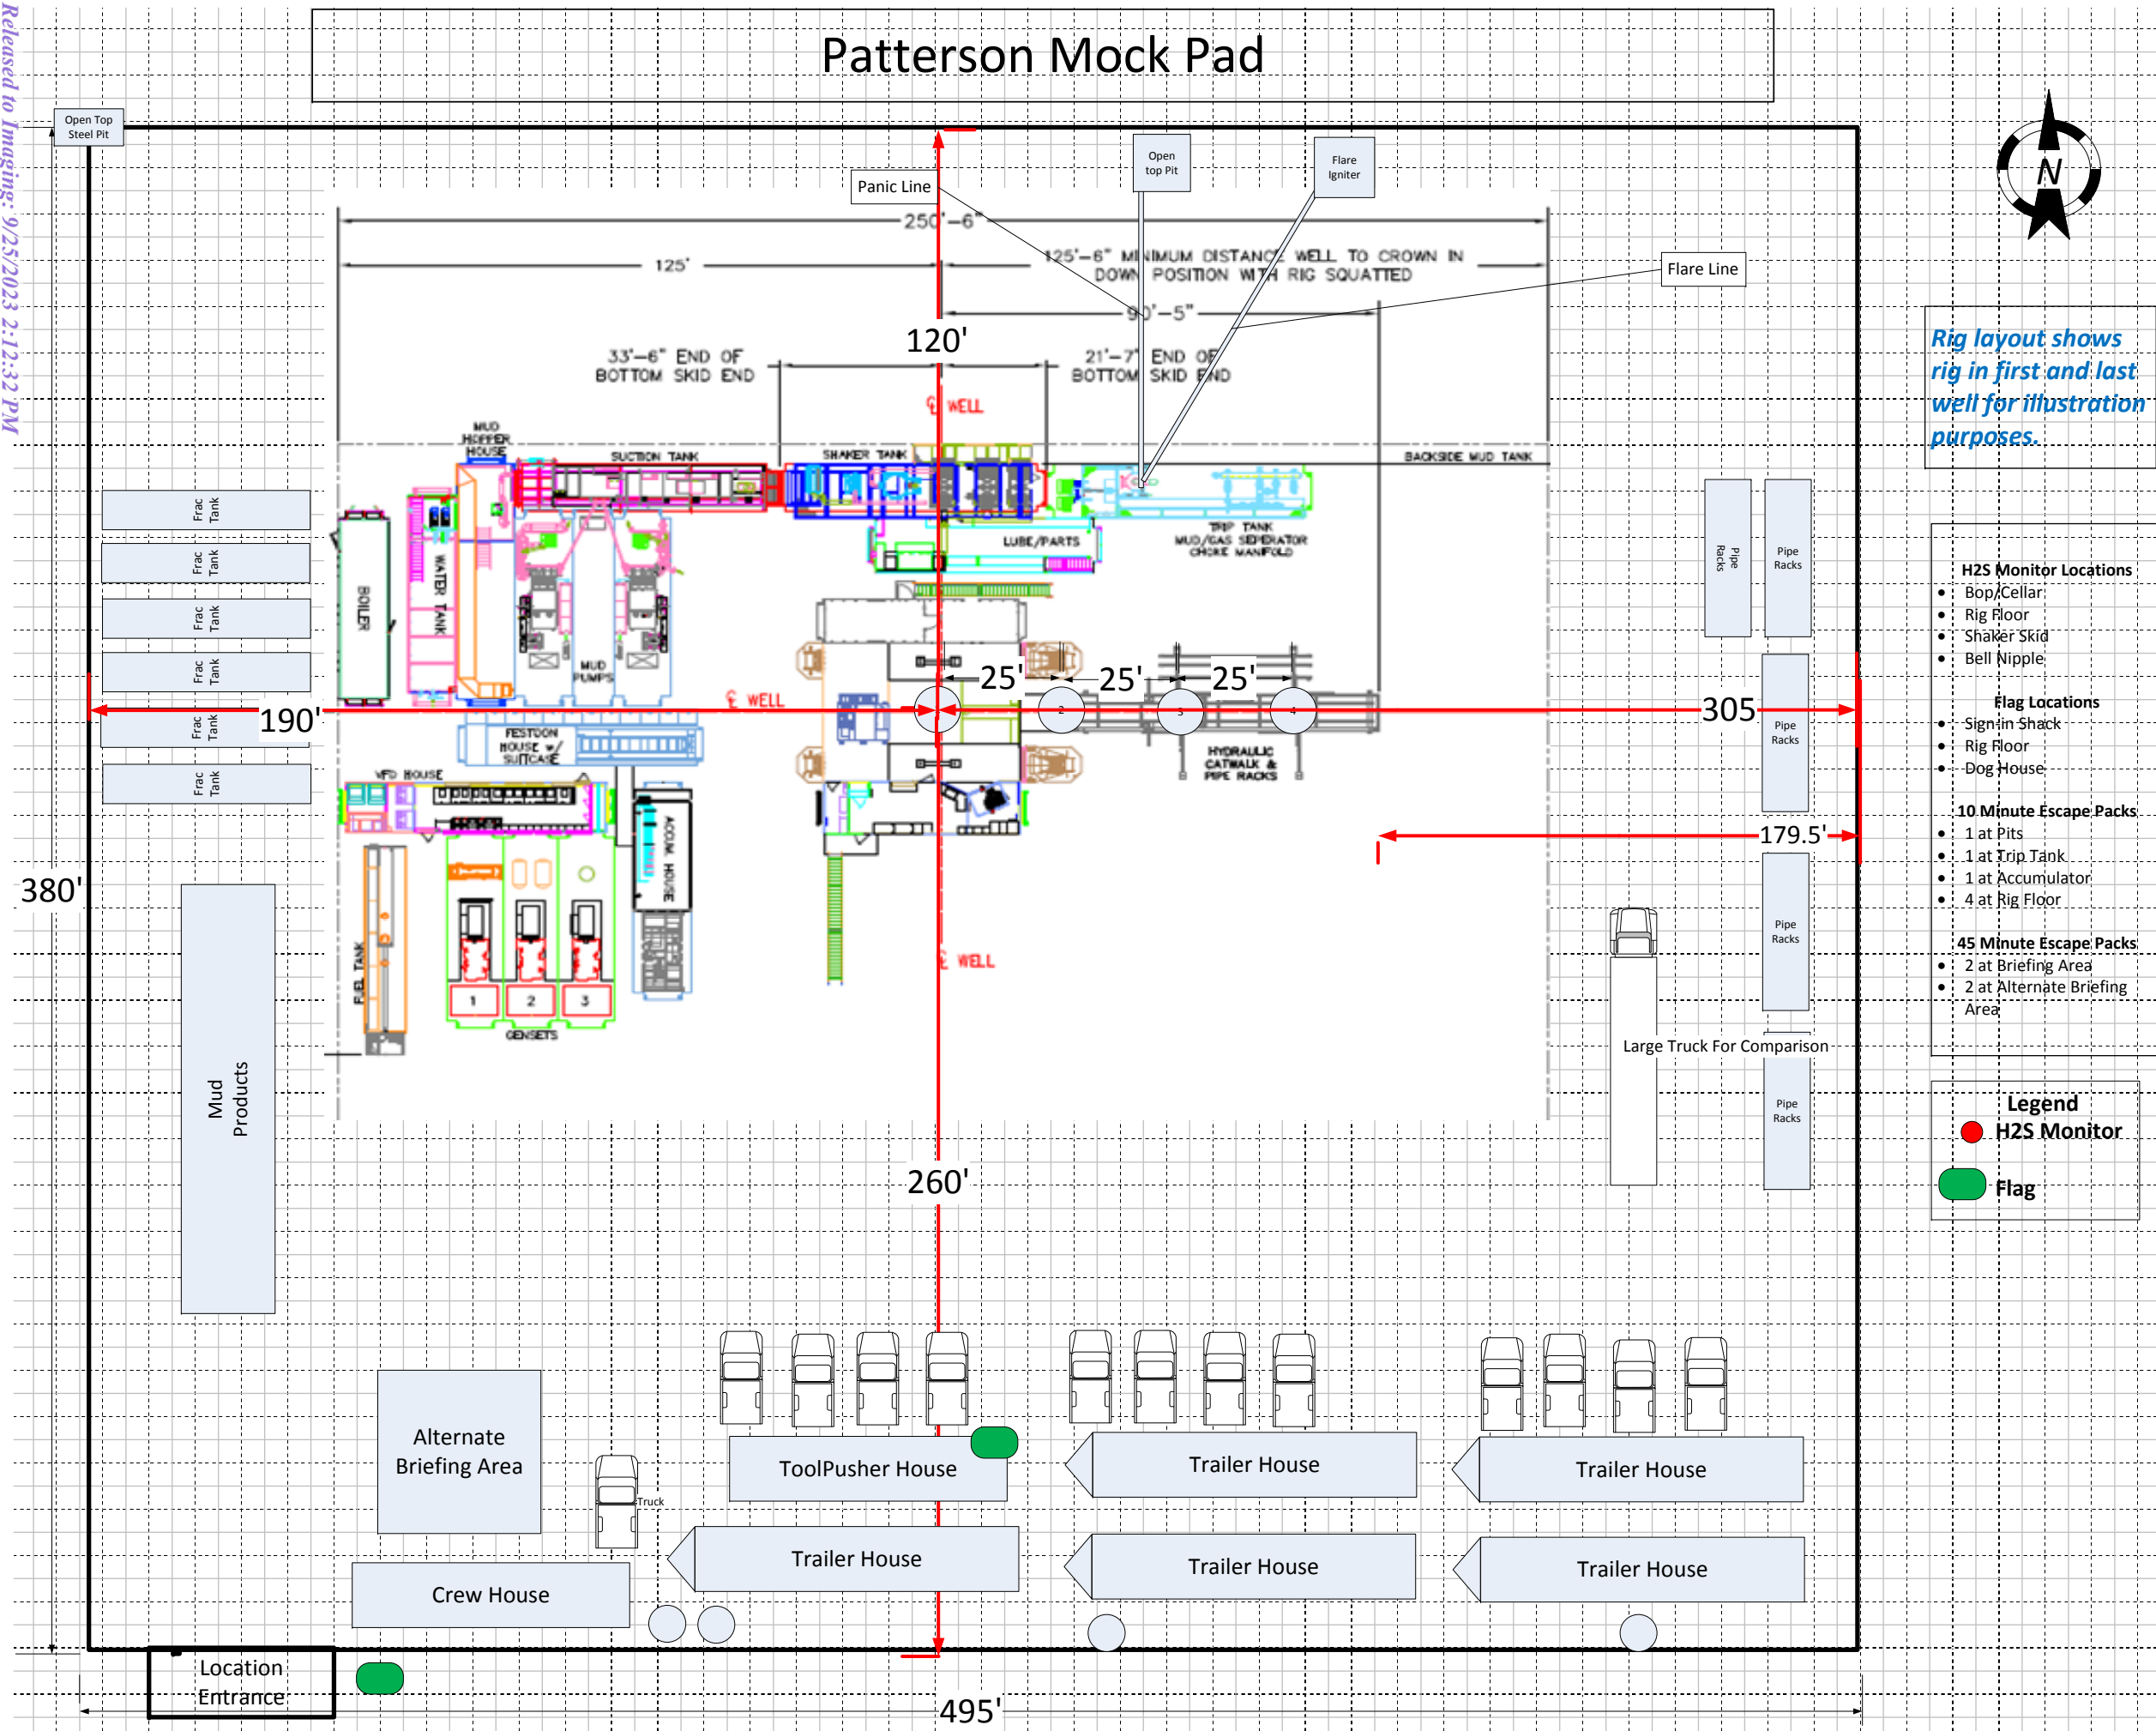 Released to Imaging: 9/25/2023 2:12:32 PM
Patterson Mock Pad
Open Top
Steel Pit
Open
top Pit
Flare
Igniter
N
Panic Line
250'-6"
125'
125'-6" MINIMUM DISTANCE WELL TO CROWN IN
DOWN POSITION WITH RIG SQUATTED
Flare Line
90'-5"
120'
33'-6" END OF
BOTTOM SKID END
21'-7" END OF
BOTTOM SKID END
Rig layout shows
rig in first and last
well for illustration
purposes.
℄ WELL
MUD
HOPPER
HOUSE
SUCTION TANK
SHAKER TANK
BACKSIDE MUD TANK
Frac
Tank
Frac
Tank
Frac
Tank
Frac
Tank
Frac
Tank
Frac
Tank
BOILER
WATER TANK
MUD
PUMPS
LUBE/PARTS
TRIP TANK
MUD/GAS SEPERATOR
CHOKE MANIFOLD
Pipe
Racks
Pipe
Racks
Pipe
Racks
Pipe
Racks
Pipe
Racks
H2S Monitor Locations
• Bop/Cellar
• Rig Floor
• Shaker Skid
• Bell Nipple
Flag Locations
• Sign-in Shack
• Rig Floor
• Dog House
10 Minute Escape Packs
• 1 at Pits
• 1 at Trip Tank
• 1 at Accumulator
• 4 at Rig Floor
45 Minute Escape Packs
• 2 at Briefing Area
• 2 at Alternate Briefing
Area
25'
25'
25'
℄ WELL
2
3
4
190'
305
FESTOON
HOUSE w/
SUITCASE
HYDRAULIC
CATWALK &
PIPE RACKS
VFD HOUSE
ACCUM. HOUSE
179.5'
380'
FUEL TANK
℄ WELL
1
2
3
GENSETS
Large Truck For Comparison
Mud
Products
Legend
H2S Monitor
Flag
260'
Alternate
Briefing Area
Truck
ToolPusher House
Trailer House
Trailer House
Trailer House
Trailer House
Trailer House
Crew House
Location
Entrance
495'